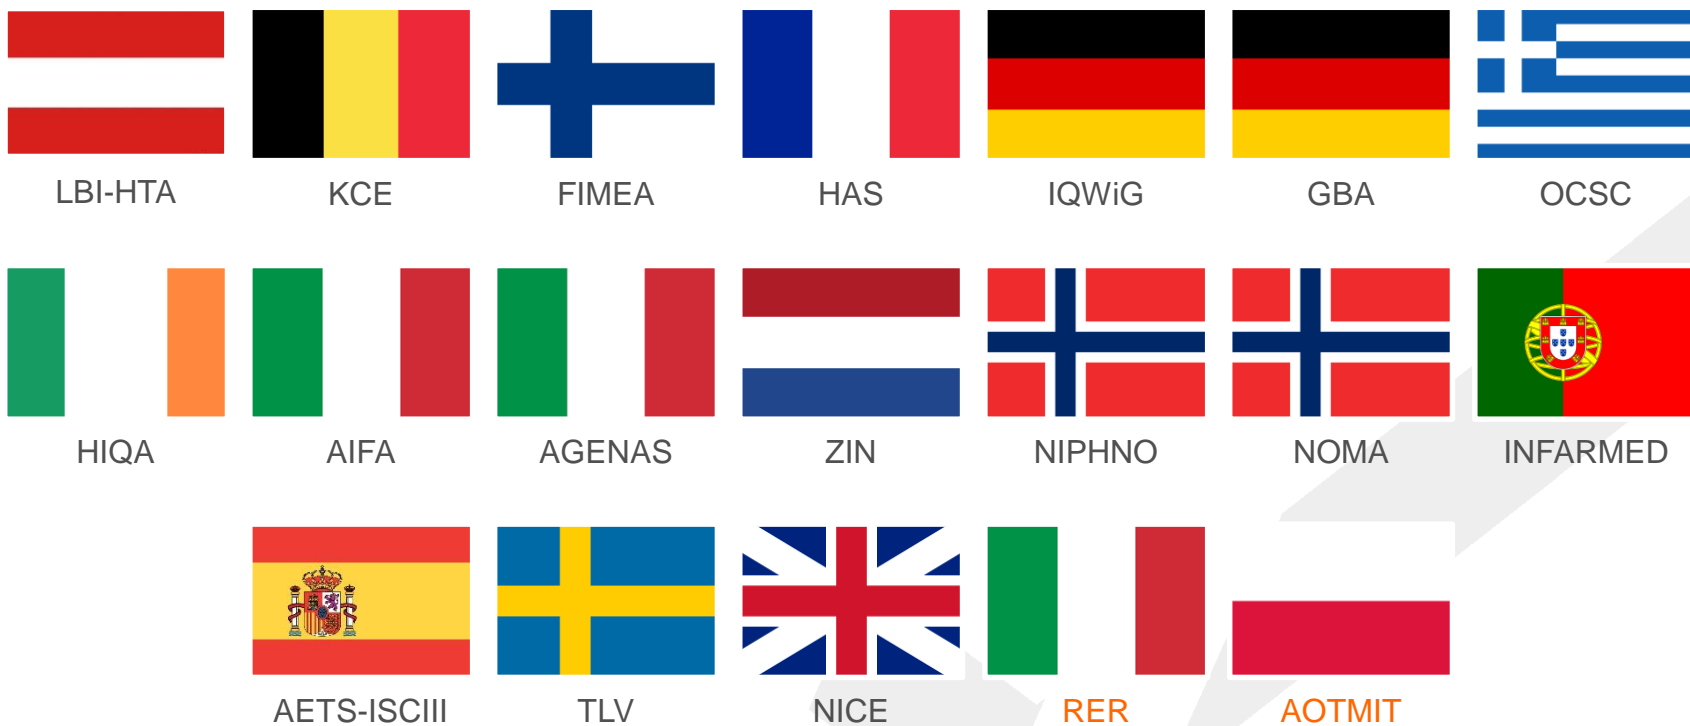 LBI-HTA KCE FIMEA HAS IQWiG GBA OCSC
HIQA AIFA AGENAS ZIN NIPHNO NOMA INFARMED
AETS-ISCIII TLV NICE RER AOTMIT